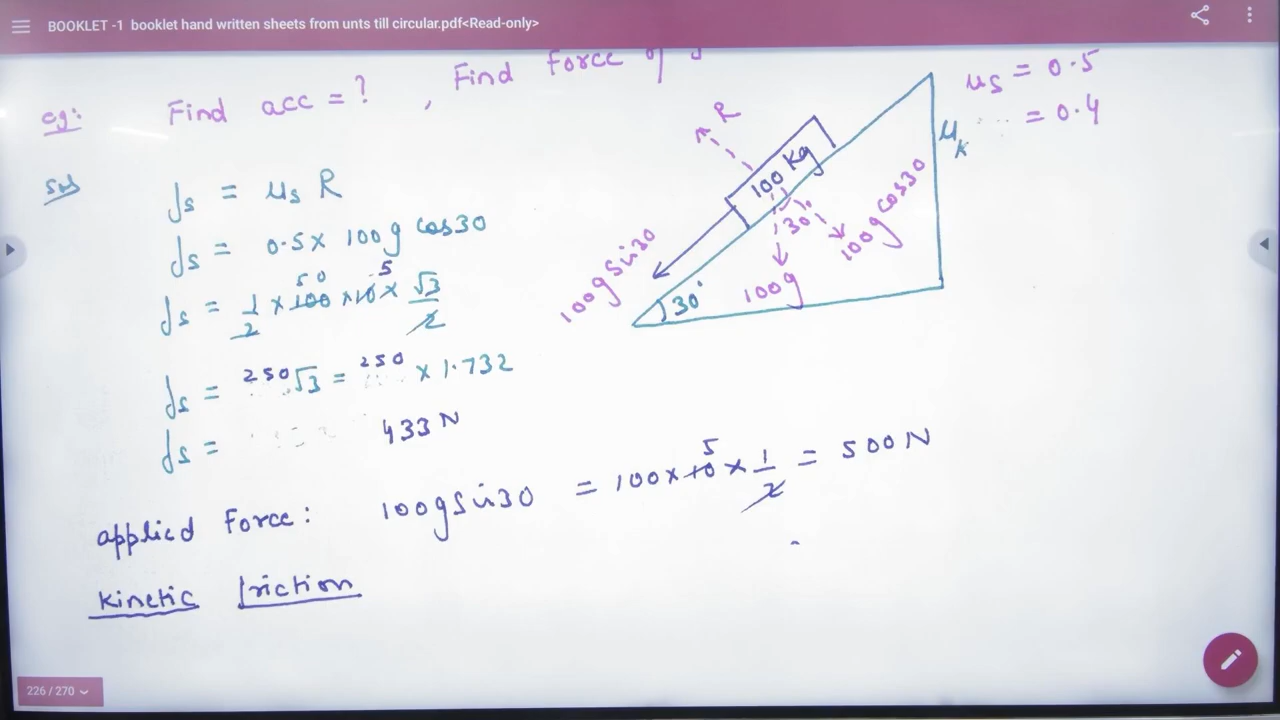 BOOKLET -1 booklet hand written sheets from unts till circular.pdf<Read-only>
eg: Find acc = ? , Find Force of
μs = 0.5
μk = 0.4
Sol
fs = μs R
fs = 0.5 x 100g cos30
fs = 1/2 x 100 50 x 10 5 x √3/2
fs = 250√3 = 250 x 1.732
fs = 433 N
R
100 Kg
30°
100g sin30
100g cos30
100g
30°
applied Force: 100g sin30 = 100 x 10 5 x 1/2 = 500 N
kinetic friction
226 / 270